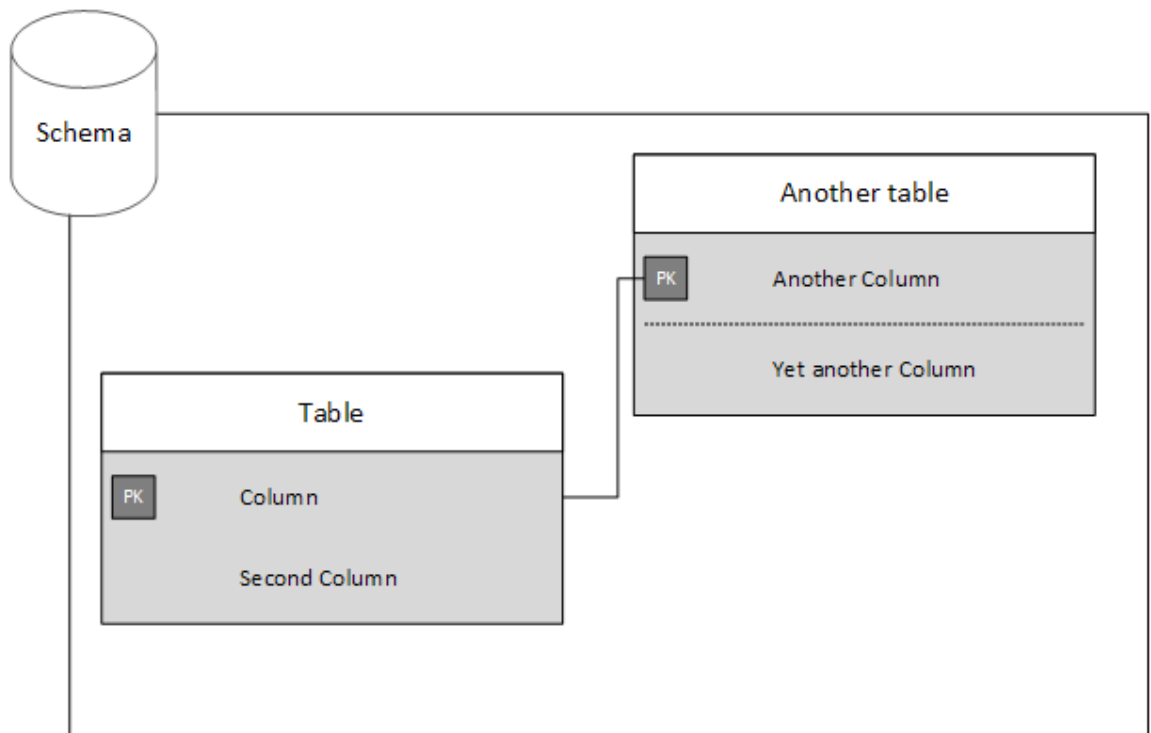 Schema
Another table
PK Another Column
Yet another Column
Table
PK Column
Second Column